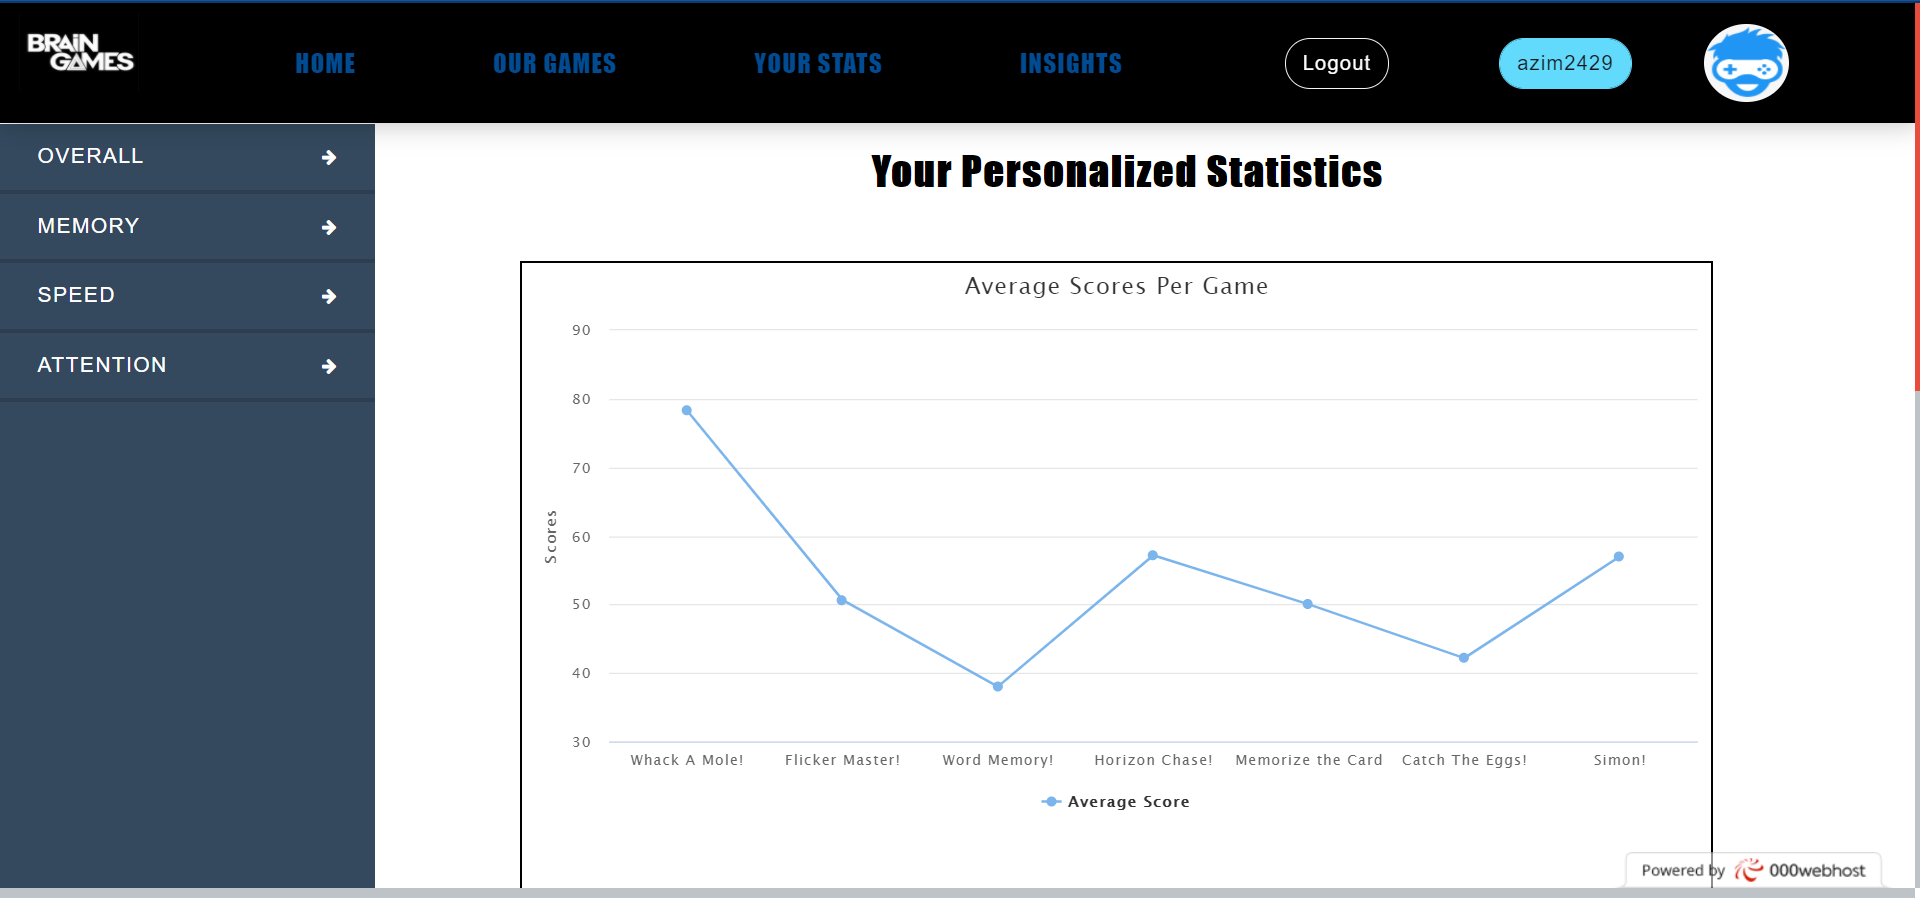 BRAIN
GAMES
HOME
OUR GAMES
YOUR STATS
INSIGHTS
Logout
azim2429
OVERALL
MEMORY
SPEED
ATTENTION
Your Personalized Statistics
Average Scores Per Game
90
80
70
60
50
40
30
Scores
Whack A Mole!
Flicker Master!
Word Memory!
Horizon Chase!
Memorize the Card
Catch The Eggs!
Simon!
Average Score
Powered by 000webhost